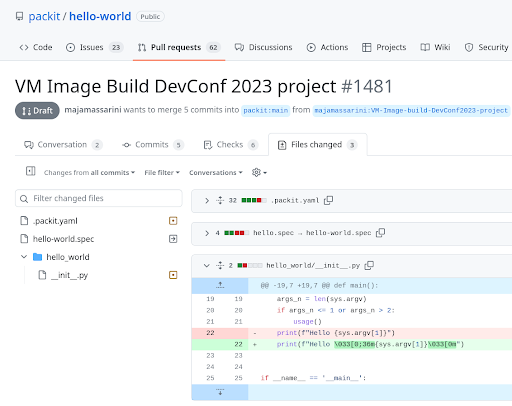 packit / hello-world Public
Code Issues 23 Pull requests 62 Discussions Actions Projects Wiki Security
VM Image Build DevConf 2023 project #1481
Draft majamassarini wants to merge 5 commits into packit:main from majamassarini:VM-Image-build-DevConf2023-project
Conversation 2 Commits 5 Checks 6 Files changed 3
Changes from all commits File filter Conversations
Filter changed files
.packit.yaml
hello-world.spec
hello_world
__init__.py
32 .packit.yaml
4 hello.spec → hello-world.spec
2 hello_world/__init__.py
@@ -19,7 +19,7 @@ def main():
19 19 args_n = len(sys.argv)
20 20 if args_n <= 1 or args_n > 2:
21 21 usage()
22 - print(f"Hello {sys.argv[1]}")
22 + print(f"Hello \033[0;36m{sys.argv[1]}\033[0m")
23 23
24 24
25 25 if __name__ == '__main__':